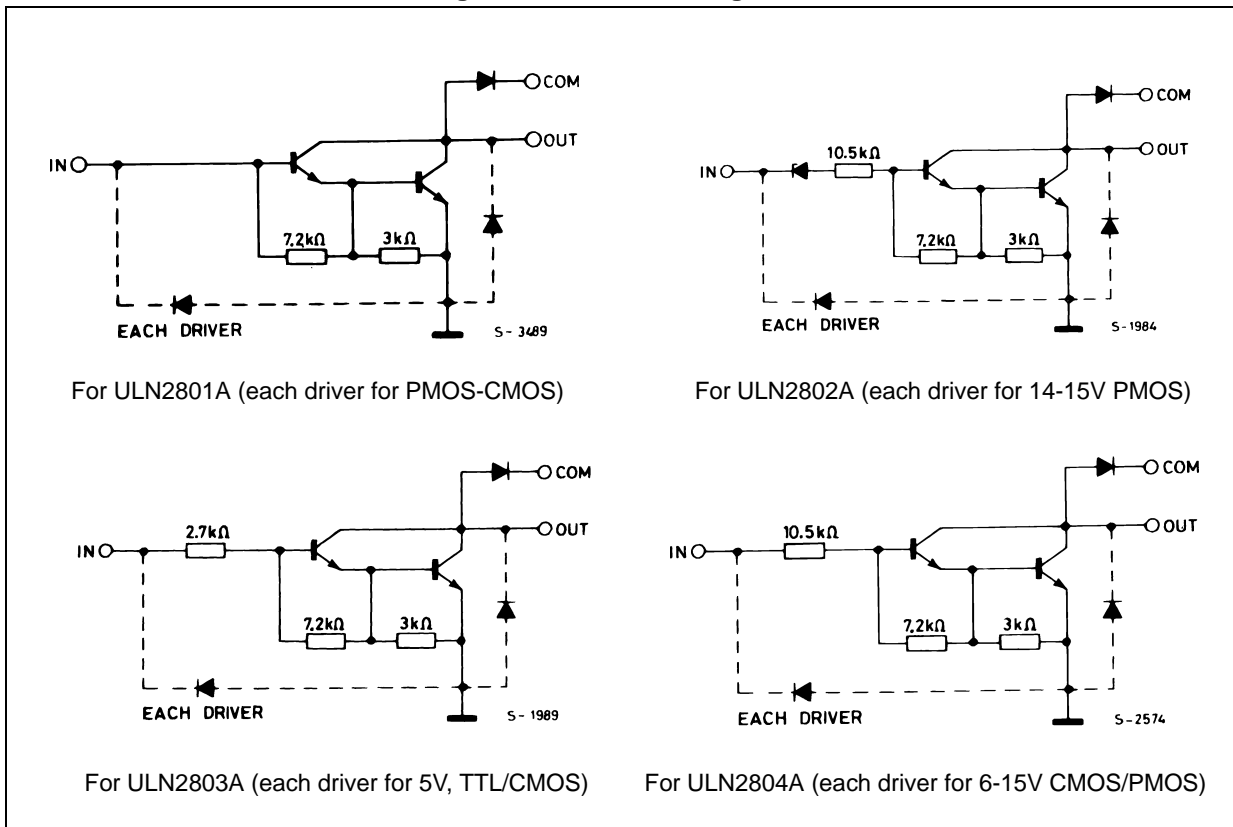 COM
OUT
IN
7.2kΩ
3kΩ
EACH DRIVER
S-3489
For ULN2801A (each driver for PMOS-CMOS)
COM
OUT
IN
10.5kΩ
7.2kΩ
3kΩ
EACH DRIVER
S-1984
For ULN2802A (each driver for 14-15V PMOS)
COM
OUT
IN
2.7kΩ
7.2kΩ
3kΩ
EACH DRIVER
S-1989
For ULN2803A (each driver for 5V, TTL/CMOS)
COM
OUT
IN
10.5kΩ
7.2kΩ
3kΩ
EACH DRIVER
S-2574
For ULN2804A (each driver for 6-15V CMOS/PMOS)